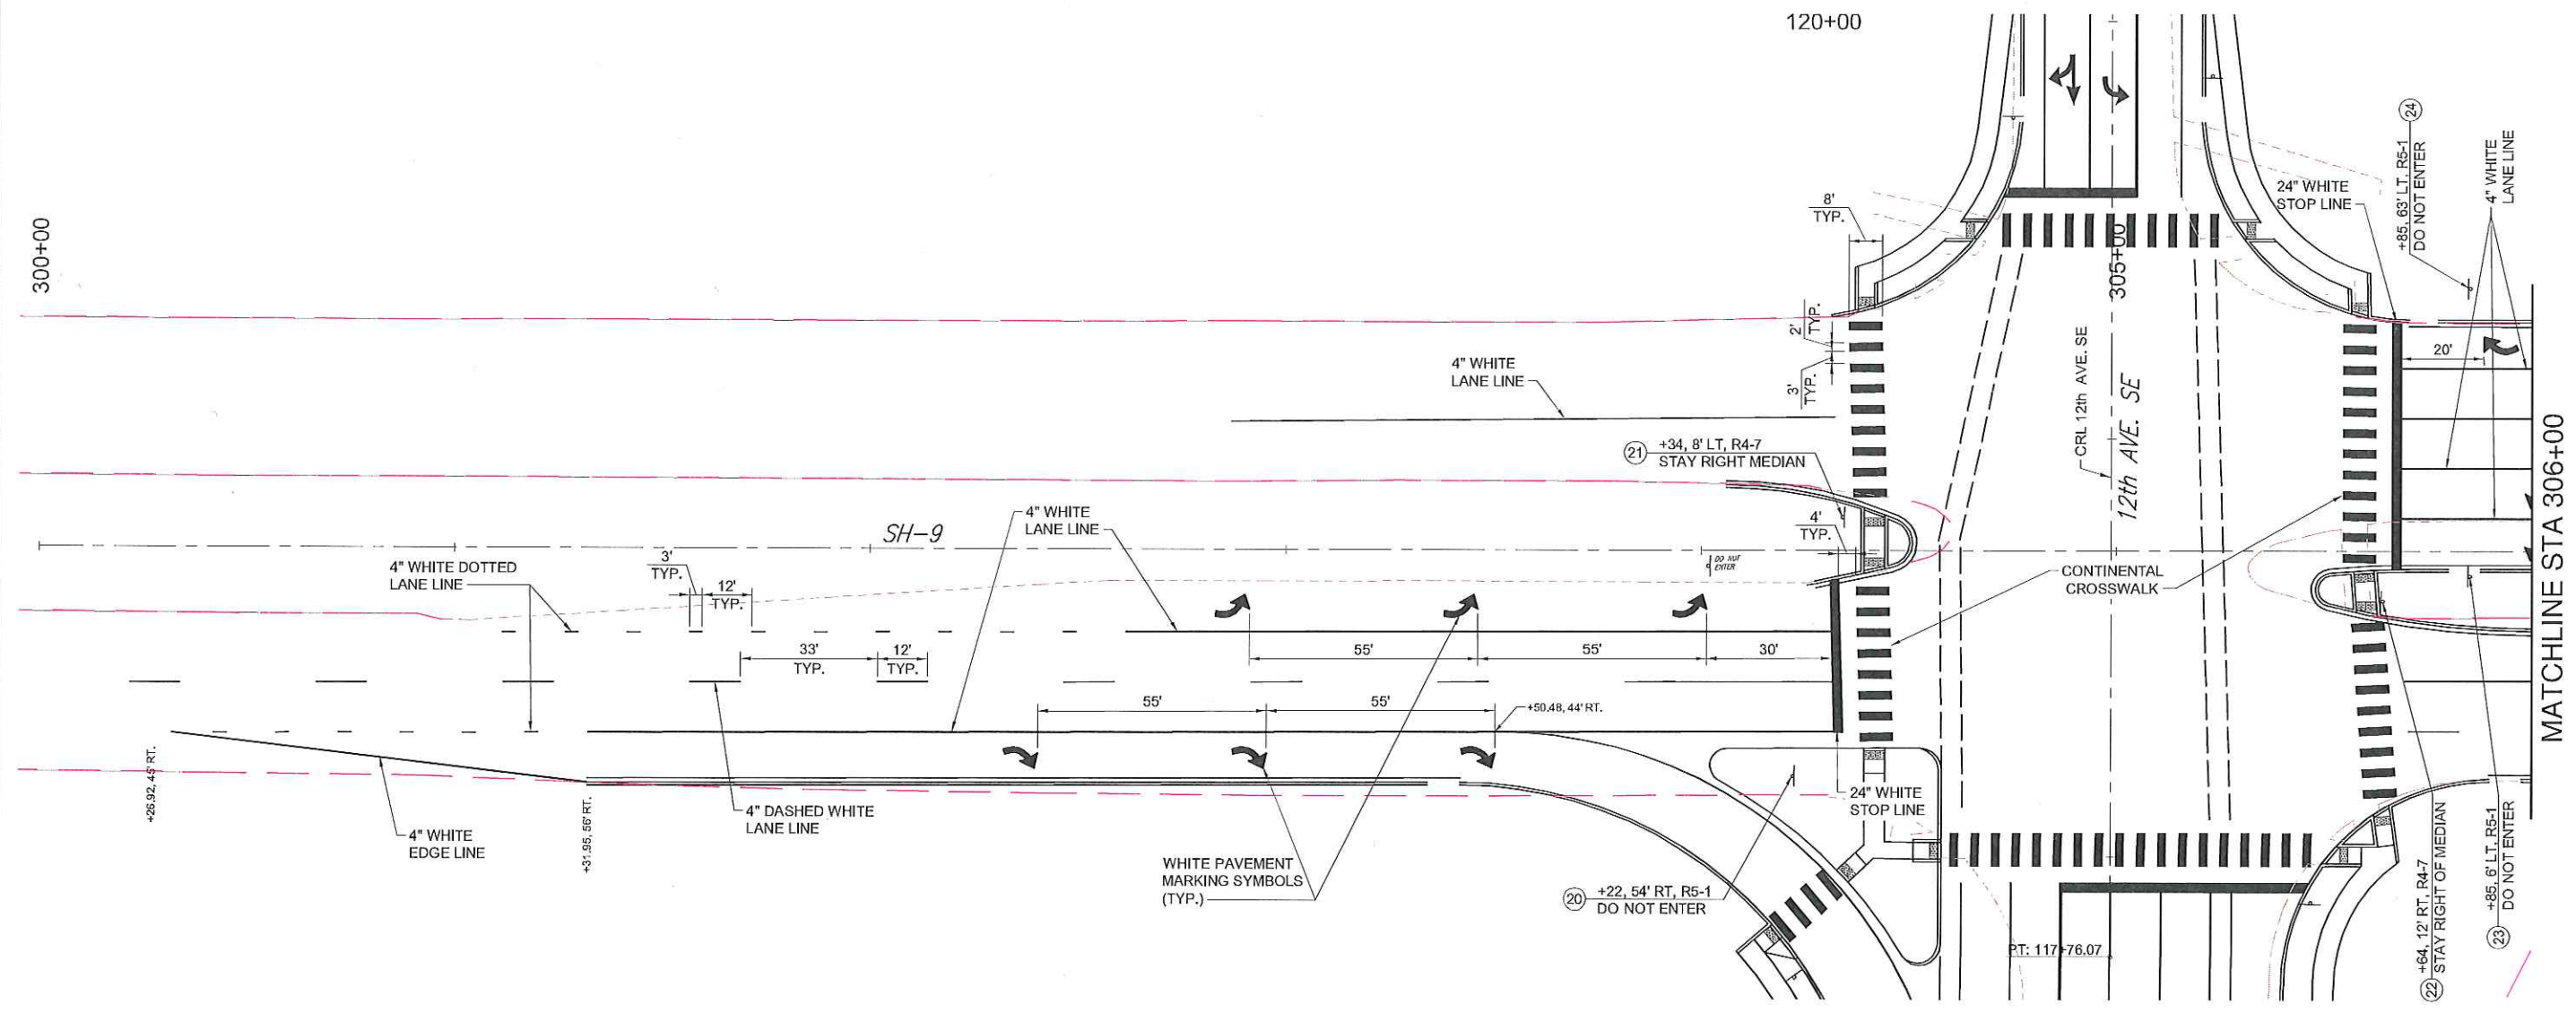 120+00
300+00
8'
TYP.
24" WHITE
STOP LINE
+85, 63' LT, R5-1
DO NOT ENTER
24
4" WHITE
LANE LINE
305+00
2'
TYP.
3'
TYP.
20'
4" WHITE
LANE LINE
CRL 12th AVE. SE
12th AVE. SE
MATCHLINE STA 306+00
21
+34, 8' LT, R4-7
STAY RIGHT MEDIAN
4" WHITE
LANE LINE
SH-9
4'
TYP.
DO NOT
ENTER
4" WHITE DOTTED
LANE LINE
3'
TYP.
12'
TYP.
CONTINENTAL
CROSSWALK
33'
TYP.
12'
TYP.
55'
55'
30'
55'
55'
+50.48, 44' RT.
+26.92, 45' RT.
+31.95, 56' RT.
4" WHITE
EDGE LINE
4" DASHED WHITE
LANE LINE
24" WHITE
STOP LINE
WHITE PAVEMENT
MARKING SYMBOLS
(TYP.)
20
+22, 54' RT, R5-1
DO NOT ENTER
P.T: 117+76.07
22
+64, 12' RT, R4-7
STAY RIGHT OF MEDIAN
23
+85, 6' LT, R5-1
DO NOT ENTER